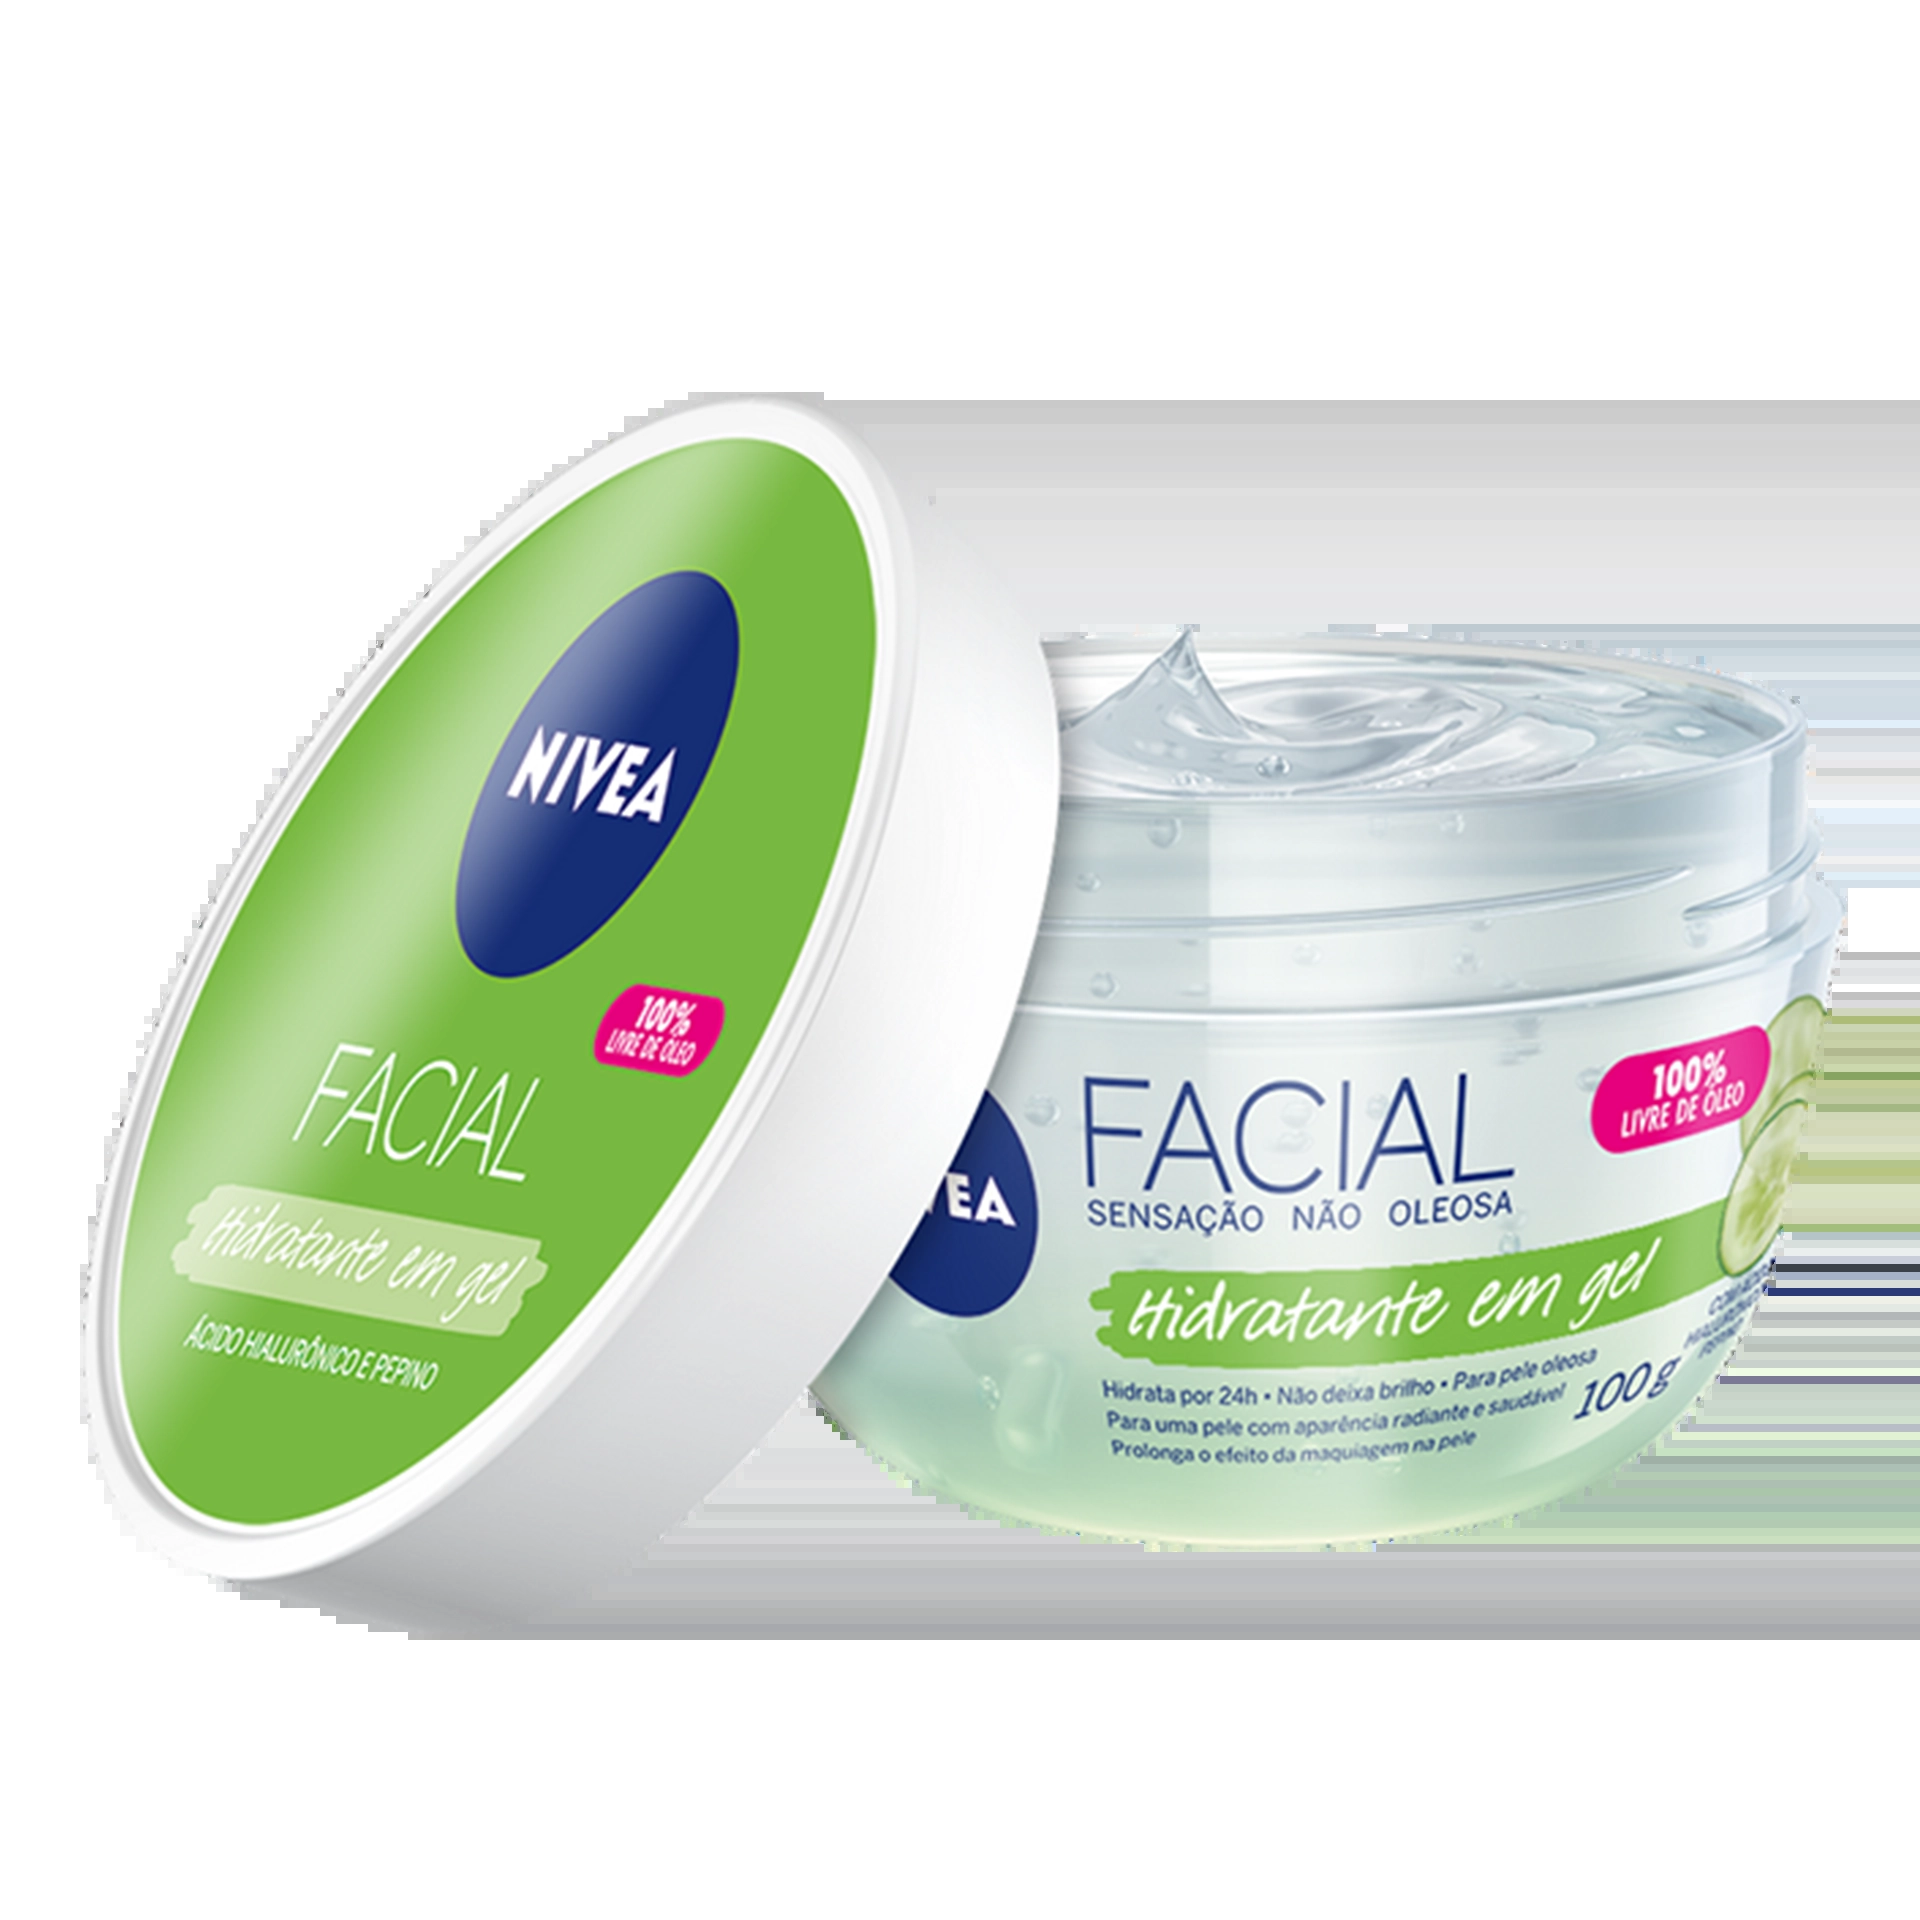 NIVEA
100%
LIVRE DE ÓLEO
FACIAL
Hidratante em gel
ÁCIDO HIALURÔNICO E PEPINO
VEA
FACIAL
SENSAÇÃO NÃO OLEOSA
100%
LIVRE DE ÓLEO
Hidratante em gel
Hidrata por 24h • Não deixa brilho • Para pele oleosa
Para uma pele com aparência radiante e saudável
Prolonga o efeito da maquiagem na pele
100 g